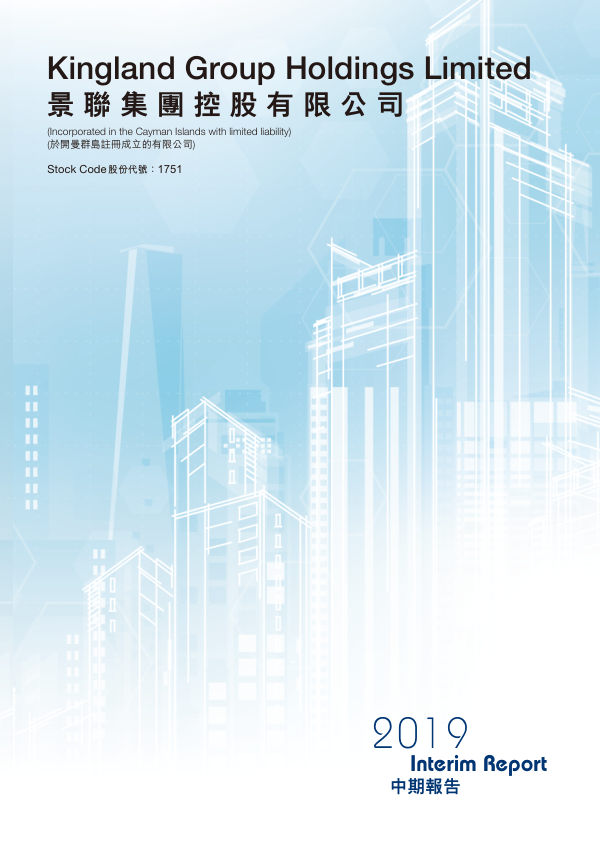 Kingland Group Holdings Limited
景聯集團控股有限公司
(Incorporated in the Cayman Islands with limited liability)
(於開曼群島註冊成立的有限公司)
Stock Code 股份代號：1751
2019
Interim Report
中期報告